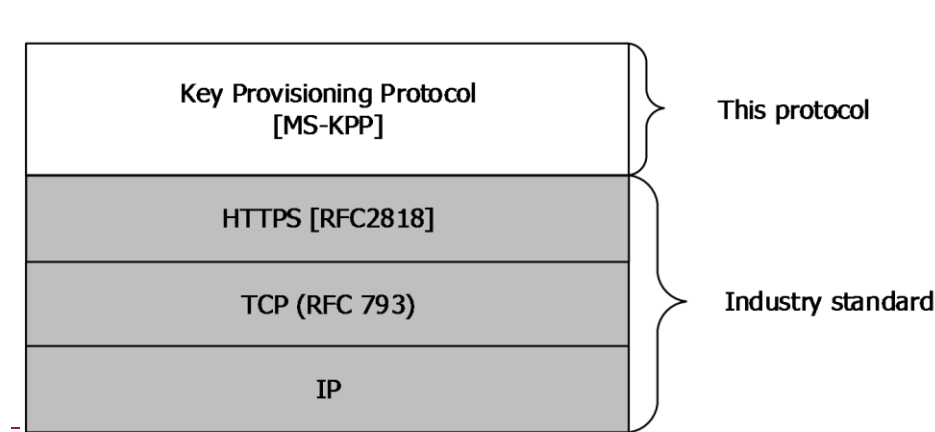 Key Provisioning Protocol
[MS-KPP]
This protocol
HTTPS [RFC2818]
TCP (RFC 793)
Industry standard
IP